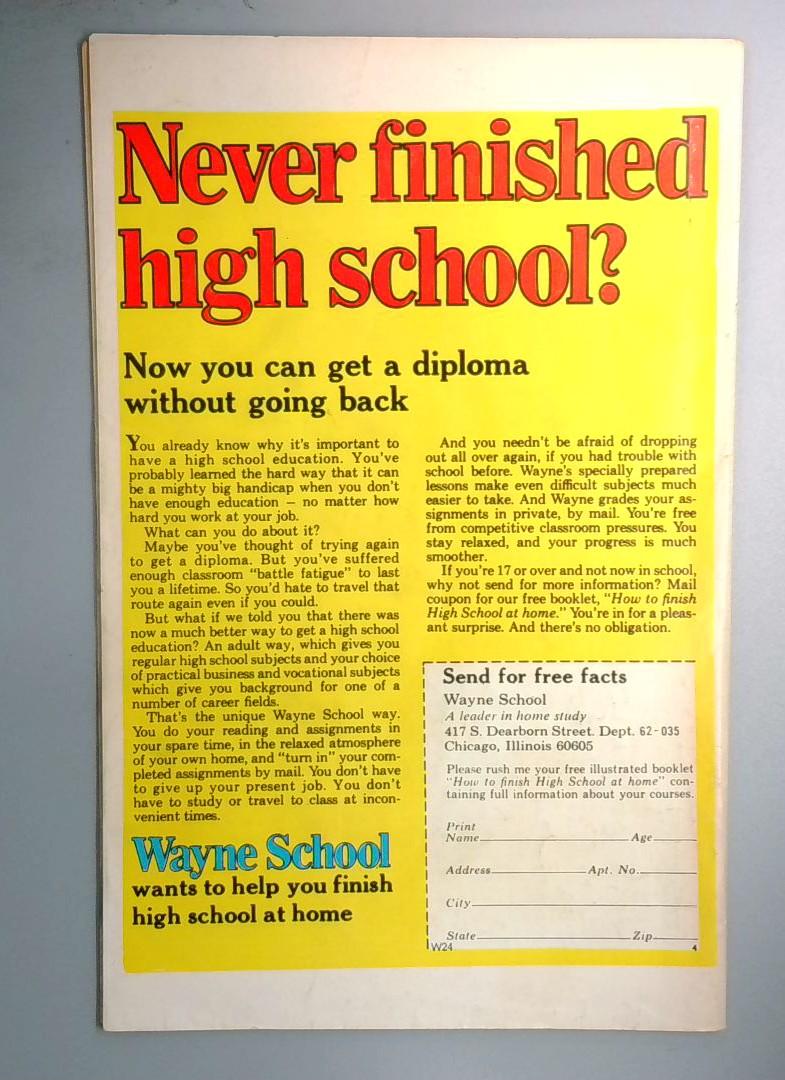 Never finished
high school?
Now you can get a diploma
without going back
You already know why it's important to
have a high school education. You've
probably learned the hard way that it can
be a mighty big handicap when you don't
have enough education – no matter how
hard you work at your job.
What can you do about it?
Maybe you've thought of trying again
to get a diploma. But you've suffered
enough classroom "battle fatigue" to last
you a lifetime. So you'd hate to travel that
route again even if you could.
But what if we told you that there was
now a much better way to get a high school
education? An adult way, which gives you
regular high school subjects and your choice
of practical business and vocational subjects
which give you background for one of a
number of career fields.
That's the unique Wayne School way.
You do your reading and assignments in
your spare time, in the relaxed atmosphere
of your own home, and "turn in" your com-
pleted assignments by mail. You don't have
to give up your present job. You don't
have to study or travel to class at incon-
venient times.
Wayne School
wants to help you finish
high school at home
And you needn't be afraid of dropping
out all over again, if you had trouble with
school before. Wayne's specially prepared
lessons make even difficult subjects much
easier to take. And Wayne grades your as-
signments in private, by mail. You're free
from competitive classroom pressures. You
stay relaxed, and your progress is much
smoother.
If you're 17 or over and not now in school,
why not send for more information? Mail
coupon for our free booklet, "How to finish
High School at home." You're in for a pleas-
ant surprise. And there's no obligation.
Send for free facts
Wayne School
A leader in home study
417 S. Dearborn Street. Dept. 62-035
Chicago, Illinois 60605
Please rush me your free illustrated booklet
"How to finish High School at home" con-
taining full information about your courses.
Print
Name Age
Address Apt. No.
City
State Zip
W24 4